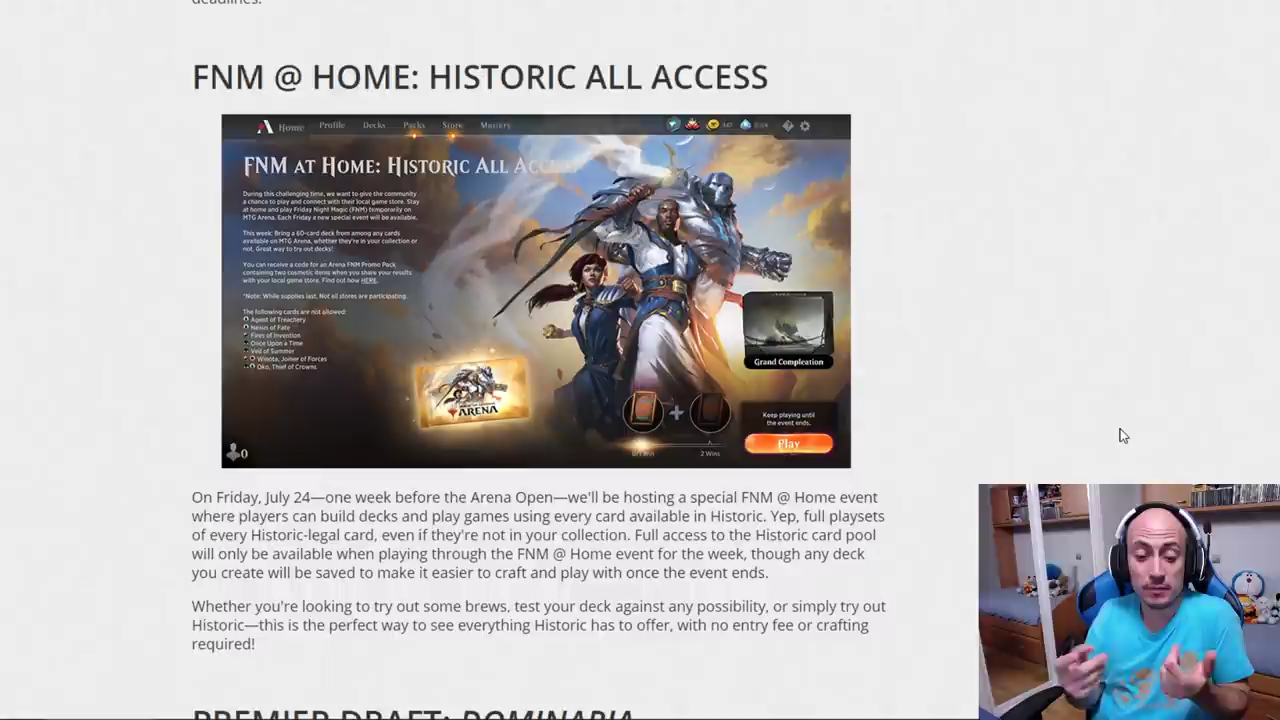 deadlines.
FNM @ HOME: HISTORIC ALL ACCESS
Home Profile Decks Packs Store Mastery
FNM AT HOME: HISTORIC ALL ACCESS
During this challenging time, we want to give the community
a chance to play and connect with their local game store. Stay
at home and play Friday Night Magic (FNM) temporarily on
MTG Arena. Each Friday a new special event will be available.
This week: Bring a 60-card deck from among any cards
available on MTG Arena, whether they're in your collection or
not. Great way to try out decks!
You can receive a code for an Arena FNM Promo Pack
containing two cosmetic items when you share your results
with your local game store. Find out how HERE.
*Note: While supplies last. Not all stores are participating.
The following cards are not allowed:
Agent of Treachery
Nexus of Fate
Fires of Invention
Once Upon a Time
Veil of Summer
Winota, Joiner of Forces
Oko, Thief of Crowns
ARENA
Grand Compleation
Keep playing until
the event ends.
Play
2 Wins
0
On Friday, July 24—one week before the Arena Open—we'll be hosting a special FNM @ Home event
where players can build decks and play games using every card available in Historic. Yep, full playsets
of every Historic-legal card, even if they're not in your collection. Full access to the Historic card pool
will only be available when playing through the FNM @ Home event for the week, though any deck
you create will be saved to make it easier to craft and play with once the event ends.
Whether you're looking to try out some brews, test your deck against any possibility, or simply try out
Historic—this is the perfect way to see everything Historic has to offer, with no entry fee or crafting
required!
PREMIER DRAFT: DOMINARIA